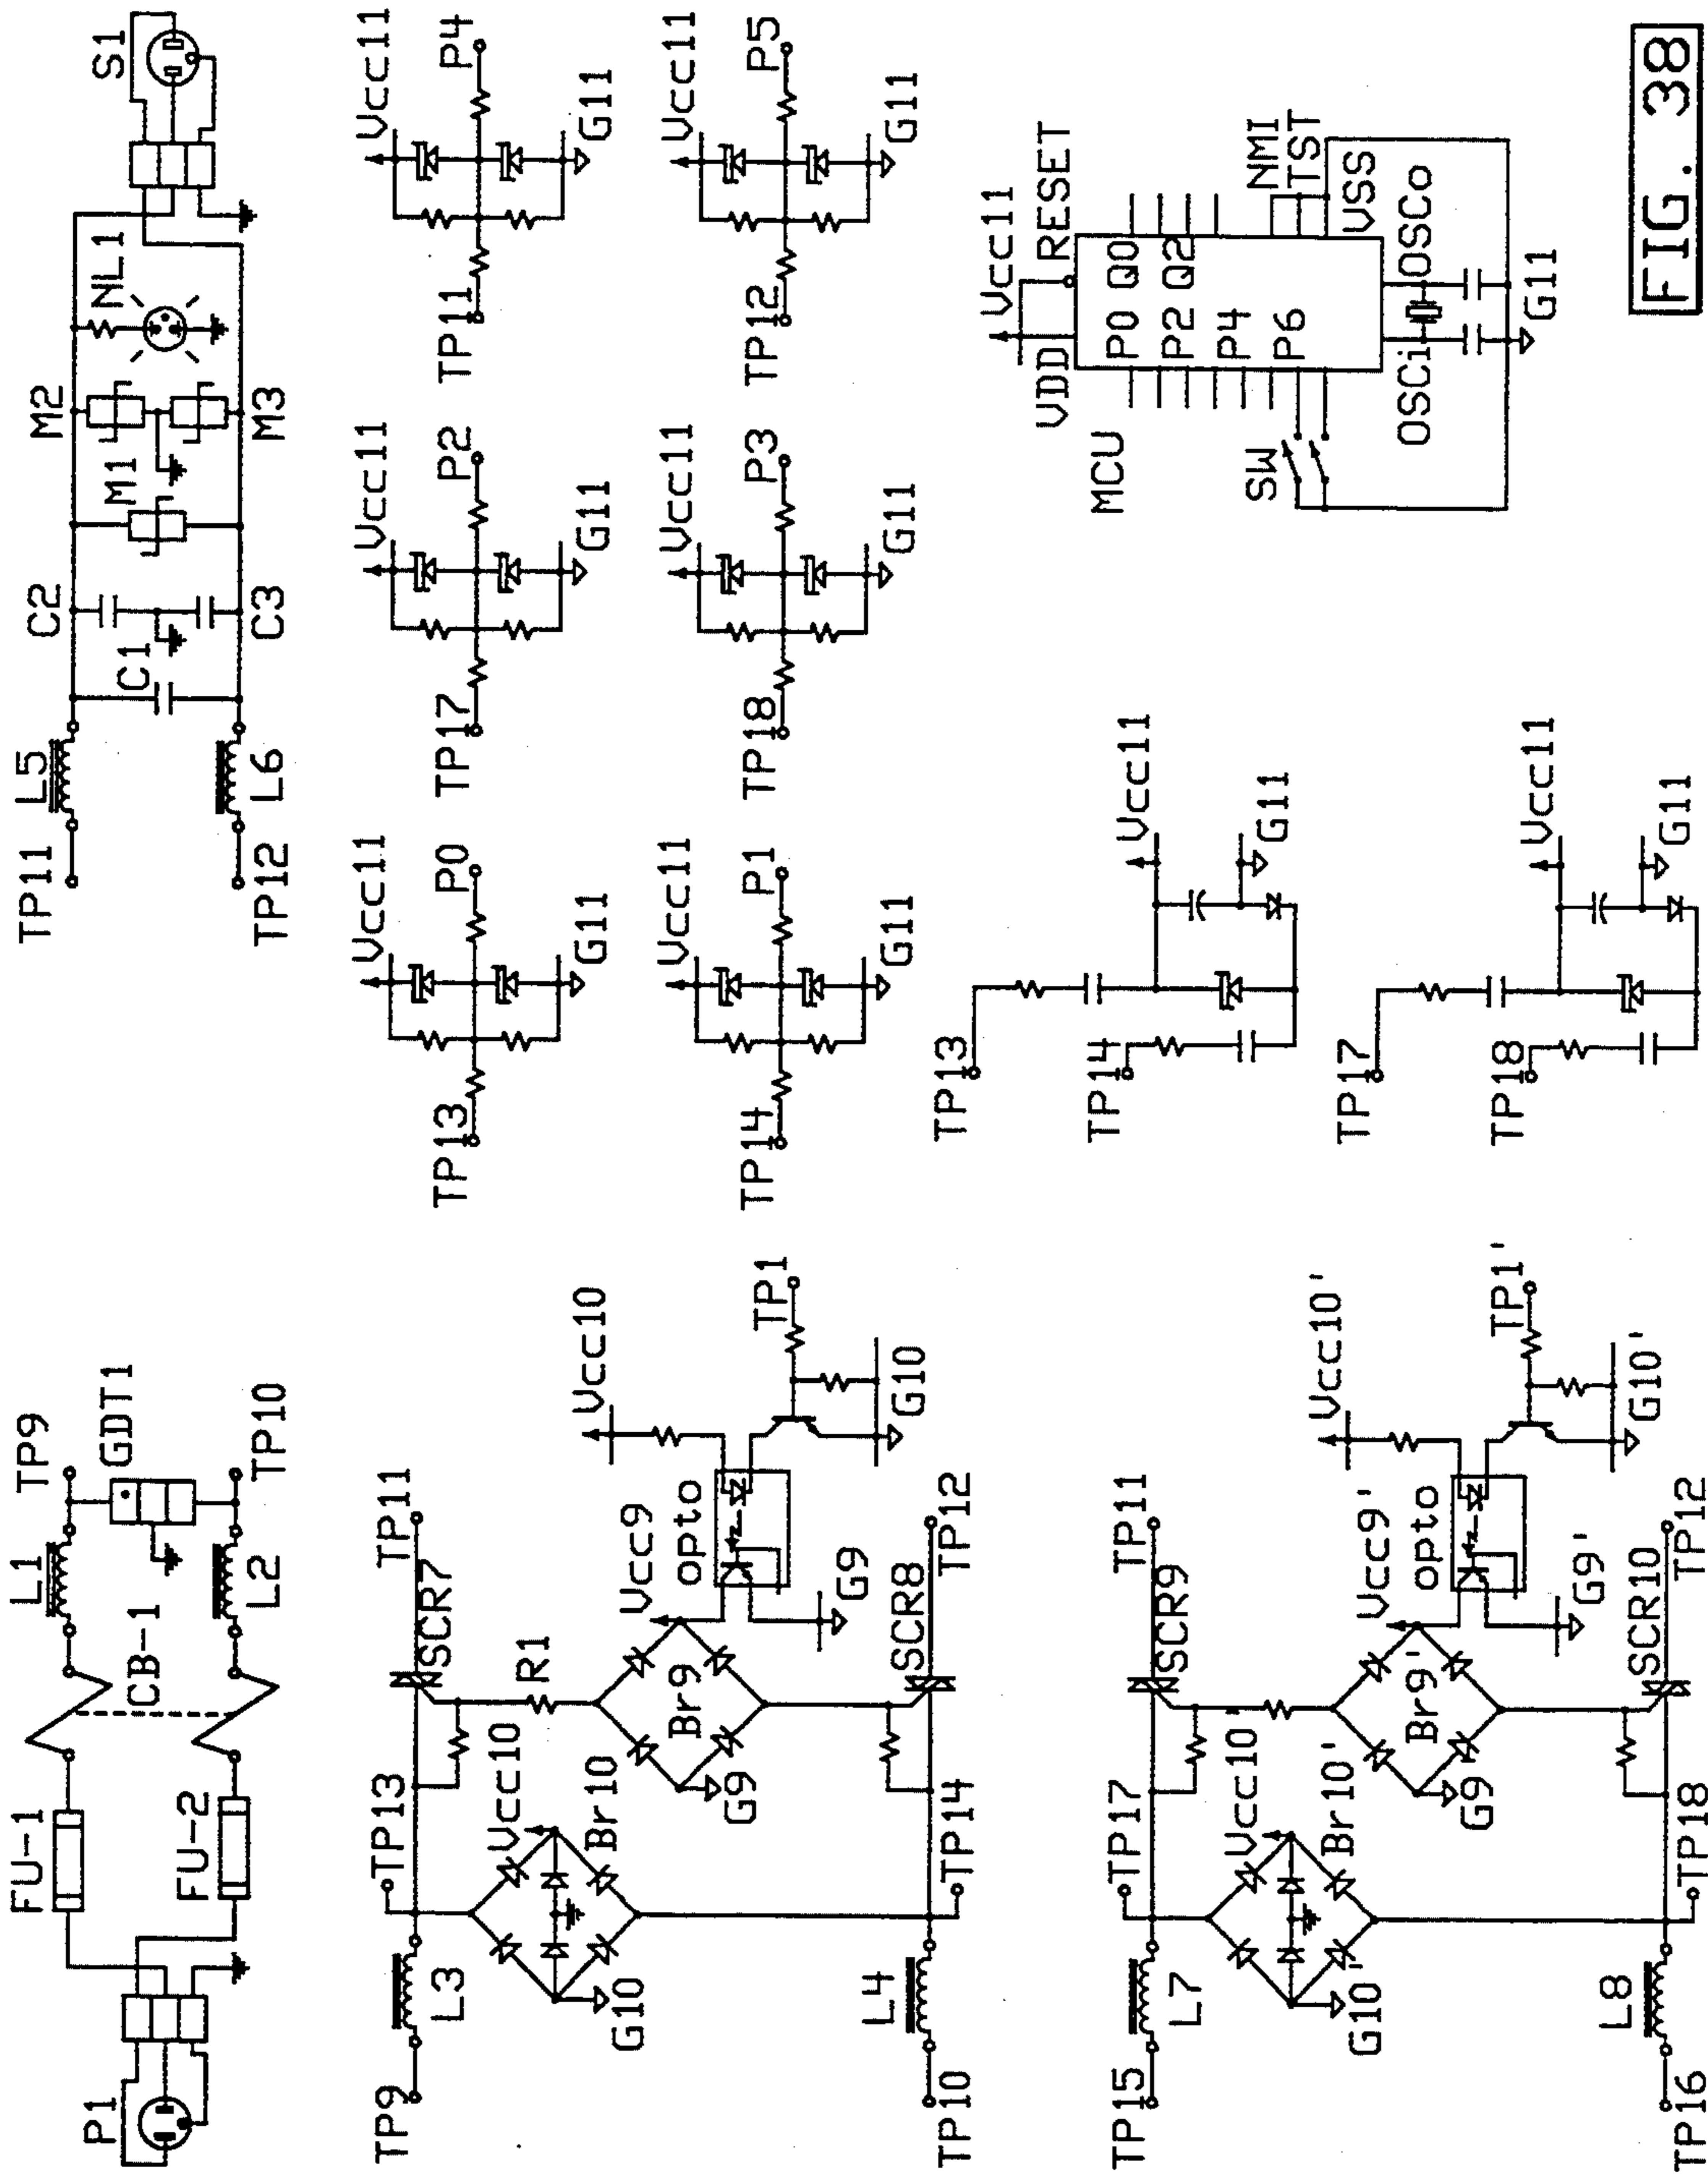 P1
FU-1
FU-2
CB-1
L1
L2
TP9
GDT1
TP10
TP11
L5
TP12
L6
C1
C2
C3
M1
M2
M3
NL1
S1
TP9
L3
TP13
Vcc10
Br10
G10
L4
TP10
TP14
R1
Br9
G9
SCR7
TP11
Vcc9
opto
G9
SCR8
TP12
Vcc10
TP1
G10
TP13
Vcc11
P0
G11
TP17
Vcc11
P2
G11
TP11
Vcc11
P4
G11
TP14
Vcc11
P1
G11
TP18
Vcc11
P3
G11
TP12
Vcc11
P5
G11
TP15
L7
TP17
Vcc10'
Br10'
G10'
L8
TP16
TP18
Br9'
G9'
SCR9
TP11
Vcc9'
opto
G9'
SCR10
TP12
Vcc10'
TP1'
G10'
TP13
TP14
Vcc11
G11
TP17
TP18
Vcc11
G11
MCU
VDD
Vcc11
RESET
P0 Q0
P2 Q2
P4
P6
NMI
TST
VSS
SW
OSCi
OSCo
G11
FIG. 38